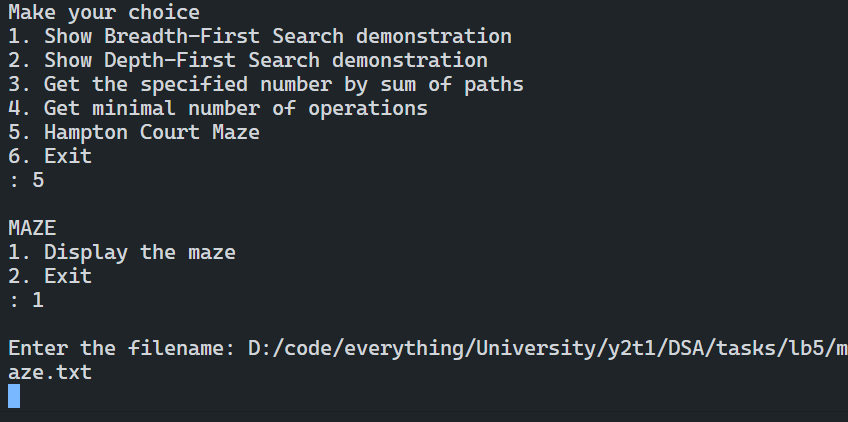 Make your choice
1. Show Breadth-First Search demonstration
2. Show Depth-First Search demonstration
3. Get the specified number by sum of paths
4. Get minimal number of operations
5. Hampton Court Maze
6. Exit
: 5
MAZE
1. Display the maze
2. Exit
: 1
Enter the filename: D:/code/everything/University/y2t1/DSA/tasks/lb5/m
aze.txt